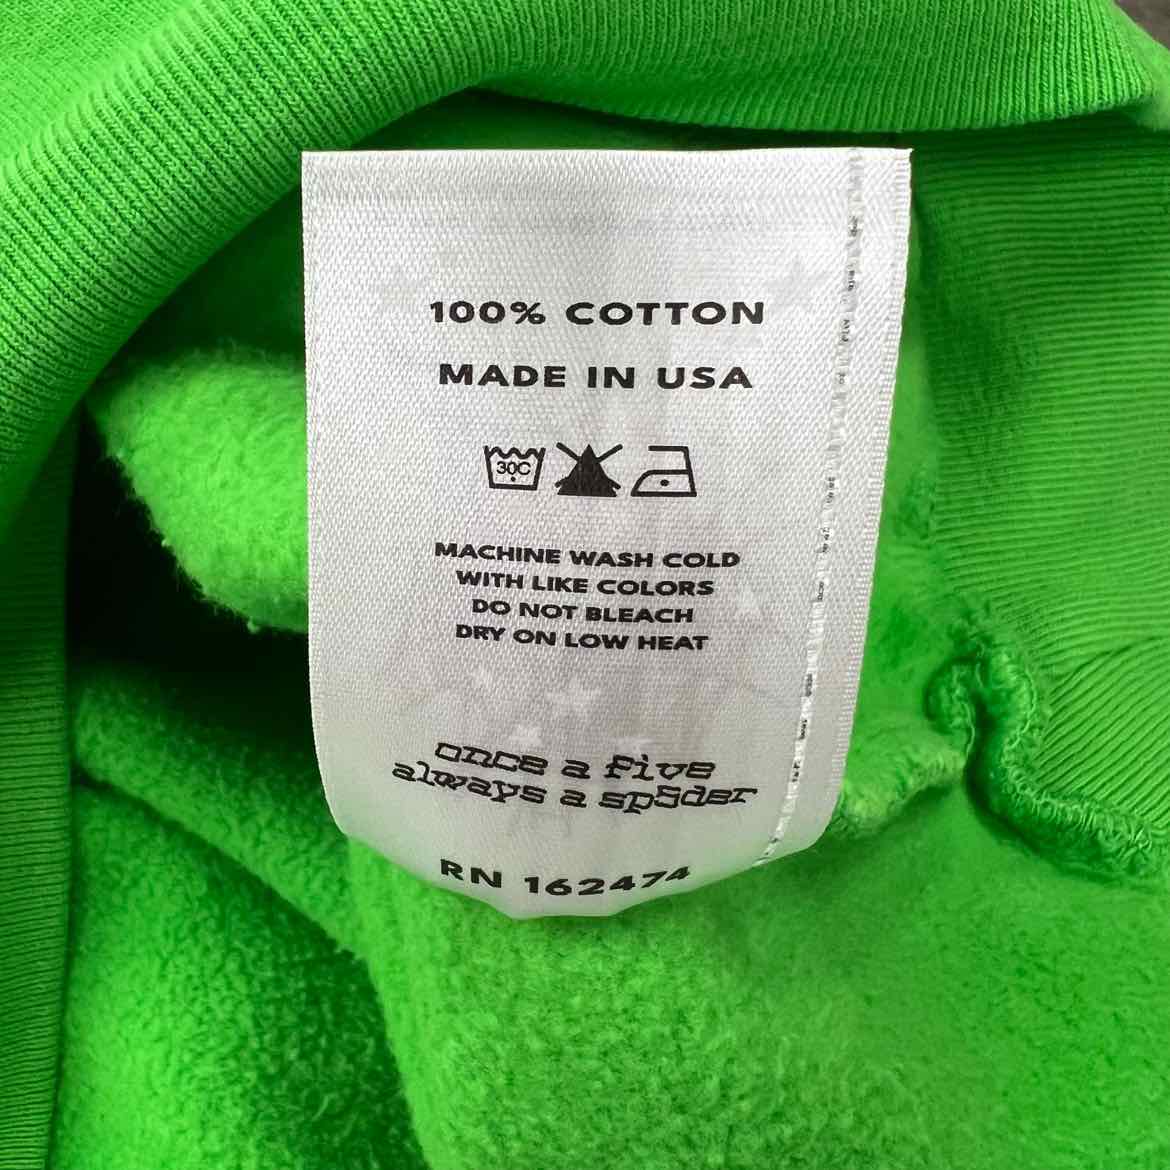 100% COTTON
MADE IN USA
30C
MACHINE WASH COLD
WITH LIKE COLORS
DO NOT BLEACH
DRY ON LOW HEAT
once a five
always a sp5der
RN 162474